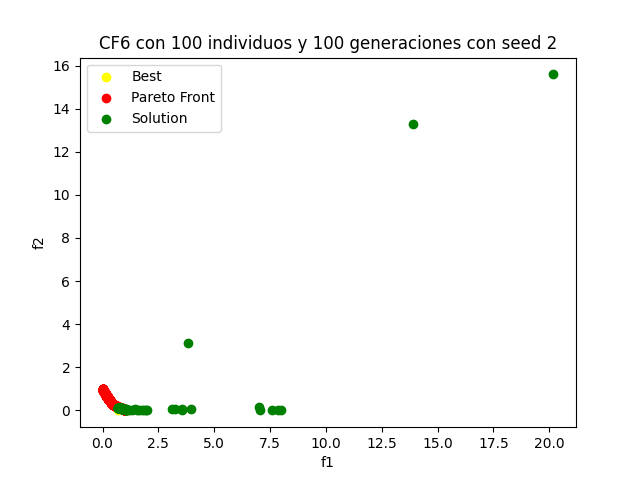 CF6 con 100 individuos y 100 generaciones con seed 2
16
14
12
10
8
6
4
2
0
f2
Best
Pareto Front
Solution
0.0 2.5 5.0 7.5 10.0 12.5 15.0 17.5 20.0
f1